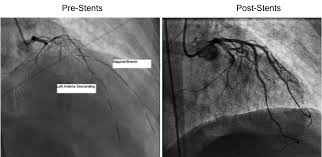 Pre-Stents
Post-Stents
Diagonal Branch
Left Anterior Descending